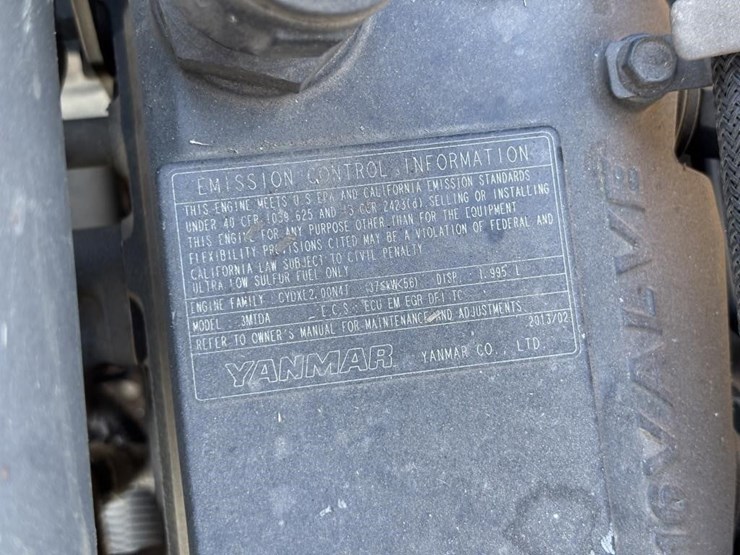 EMISSION CONTROL INFORMATION
THIS ENGINE MEETS U.S EPA AND CALIFORNIA EMISSION STANDARDS
UNDER 40 CFR 1039.625 AND 13 CCR 2423(d) SELLING OR INSTALLING
THIS ENGINE FOR ANY PURPOSE OTHER THAN FOR THE EQUIPMENT
FLEXIBILITY PROVISIONS CITED MAY BE A VIOLATION OF FEDERAL AND
CALIFORNIA LAW SUBJECT TO CIVIL PENALTY
ULTRA LOW SULFUR FUEL ONLY
ENGINE FAMILY : CYDXL2.00N4J (37≤kW<56) DISP. 1.995 L
MODEL : 3MTDA E.C.S. ECU EM EGR DFI TC
REFER TO OWNER'S MANUAL FOR MAINTENANCE AND ADJUSTMENTS.
2013/02
YANMAR YANMAR CO., LTD.
16VALVE